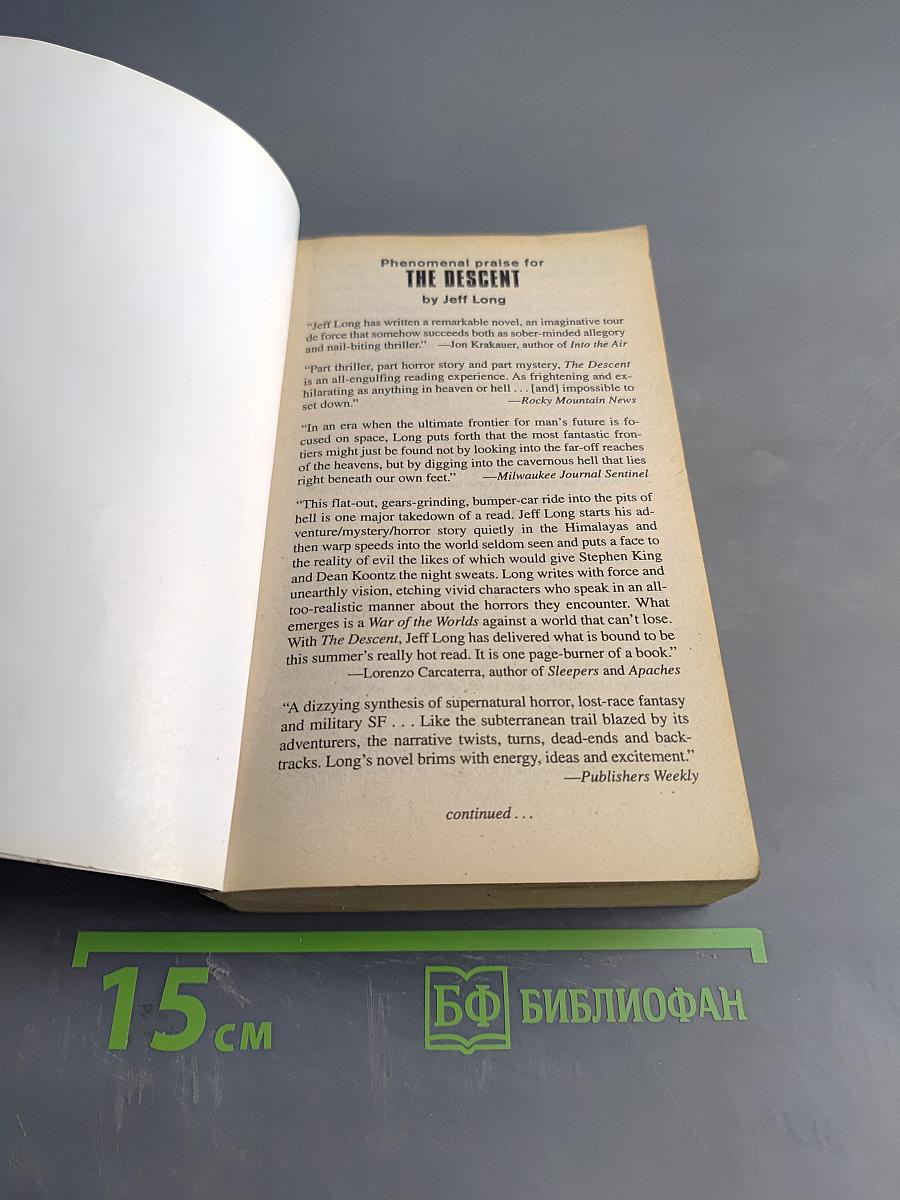 Phenomenal praise for
THE DESCENT
by Jeff Long
“Jeff Long has written a remarkable novel, an imaginative tour
de force that somehow succeeds both as sober-minded allegory
and nail-biting thriller.” —Jon Krakauer, author of Into the Air
“Part thriller, part horror story and part mystery, The Descent
is an all-engulfing reading experience. As frightening and ex-
hilarating as anything in heaven or hell . . . [and] impossible to
set down.” —Rocky Mountain News
“In an era when the ultimate frontier for man’s future is fo-
cused on space, Long puts forth that the most fantastic fron-
tiers might just be found not by looking into the far-off reaches
of the heavens, but by digging into the cavernous hell that lies
right beneath our own feet.” —Milwaukee Journal Sentinel
“This flat-out, gears-grinding, bumper-car ride into the pits of
hell is one major takedown of a read. Jeff Long starts his ad-
venture/mystery/horror story quietly in the Himalayas and
then warp speeds into the world seldom seen and puts a face to
the reality of evil the likes of which would give Stephen King
and Dean Koontz the night sweats. Long writes with force and
unearthly vision, etching vivid characters who speak in an all-
too-realistic manner about the horrors they encounter. What
emerges is a War of the Worlds against a world that can’t lose.
With The Descent, Jeff Long has delivered what is bound to be
this summer’s really hot read. It is one page-burner of a book.”
—Lorenzo Carcaterra, author of Sleepers and Apaches
“A dizzying synthesis of supernatural horror, lost-race fantasy
and military SF . . . Like the subterranean trail blazed by its
adventurers, the narrative twists, turns, dead-ends and back-
tracks. Long’s novel brims with energy, ideas and excitement.”
—Publishers Weekly
continued . . .
15 см
БФ БИБЛИОФАН